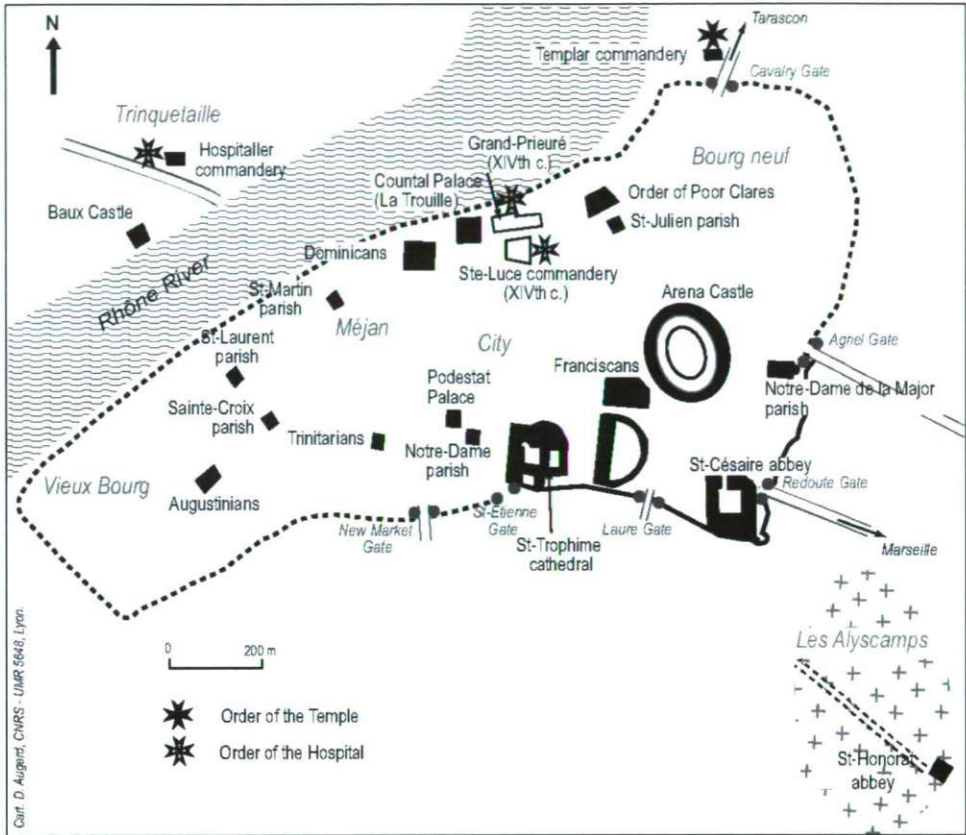 N
Tarascon
Templar commandery
Cavalry Gate
Trinquetaille
Hospitaller
commandery
Grand-Prieuré
(XIVth c.)
Bourg neuf
Countal Palace
(La Trouille)
Order of Poor Clares
Baux Castle
St-Julien parish
Dominicans
Ste-Luce commandery
(XIVth c.)
Rhône River
St-Martin
parish
Arena Castle
Méjan
City
St-Laurent
parish
Agnel Gate
Franciscans
Podestat
Palace
Notre-Dame de la Major
parish
Sainte-Croix
parish
Trinitarians
Notre-Dame
parish
St-Césaire abbey
Vieux Bourg
Augustinians
Redoute Gate
New Market
Gate
St-Etienne
Gate
Laure Gate
St-Trophime
cathedral
Marseille
0 200 m
Les Alyscamps
Order of the Temple
Order of the Hospital
St-Honorat
abbey
Cart. D. Augerd, CNRS - UMR 5648, Lyon.